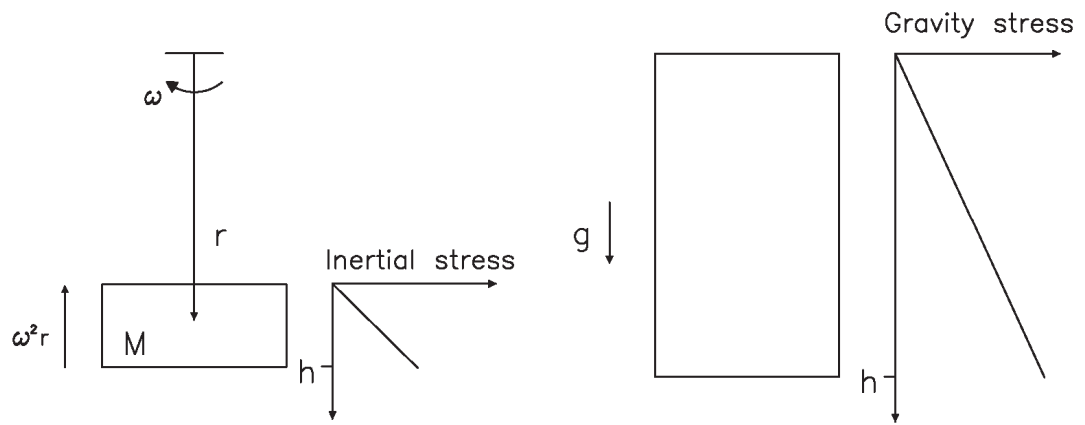 ω
r
Inertial stress
ω²r
M
h
Gravity stress
g
h